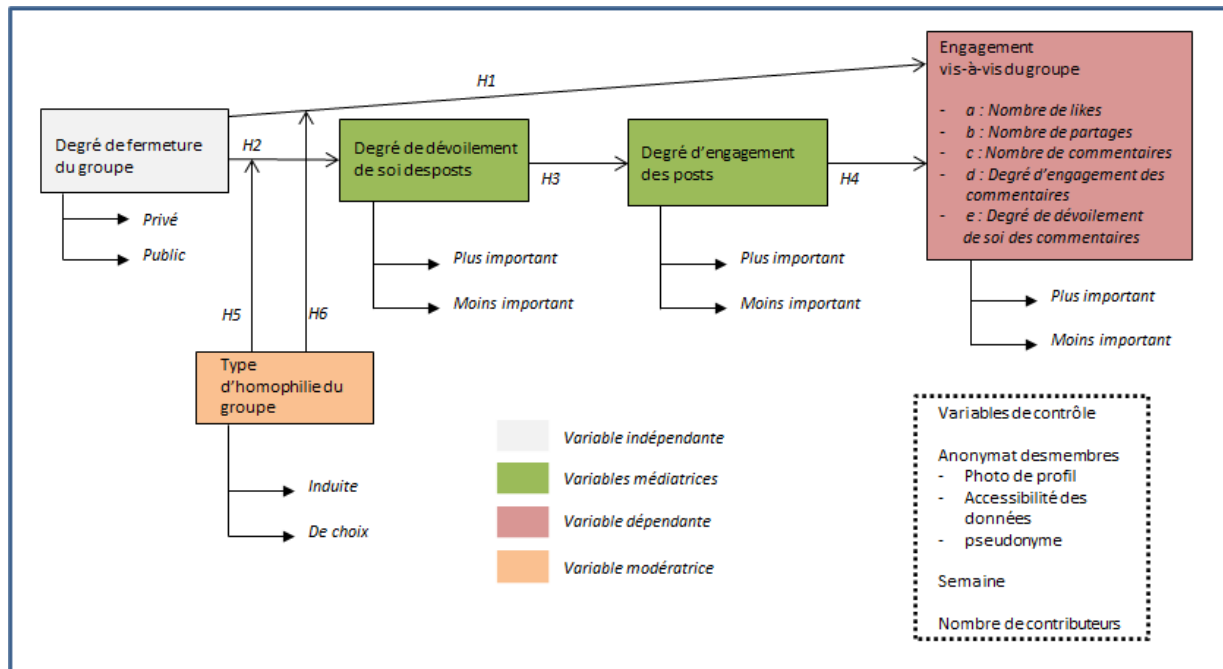 Engagement
vis-à-vis du groupe
- a : Nombre de likes
- b : Nombre de partages
- c : Nombre de commentaires
- d : Degré d'engagement des
commentaires
- e : Degré de dévoilement
de soi des commentaires
H1
Degré de fermeture
du groupe
H2
Degré de dévoilement
de soi desposts
H3
Degré d'engagement
des posts
H4
Privé
Public
Plus important
Moins important
Plus important
Moins important
Plus important
Moins important
H5
H6
Type
d'homophilie du
groupe
Induite
De choix
Variable indépendante
Variables médiatrices
Variable dépendante
Variable modératrice
Variables de contrôle
Anonymat desmembres
- Photo de profil
- Accessibilité des
données
- pseudonyme
Semaine
Nombre de contributeurs